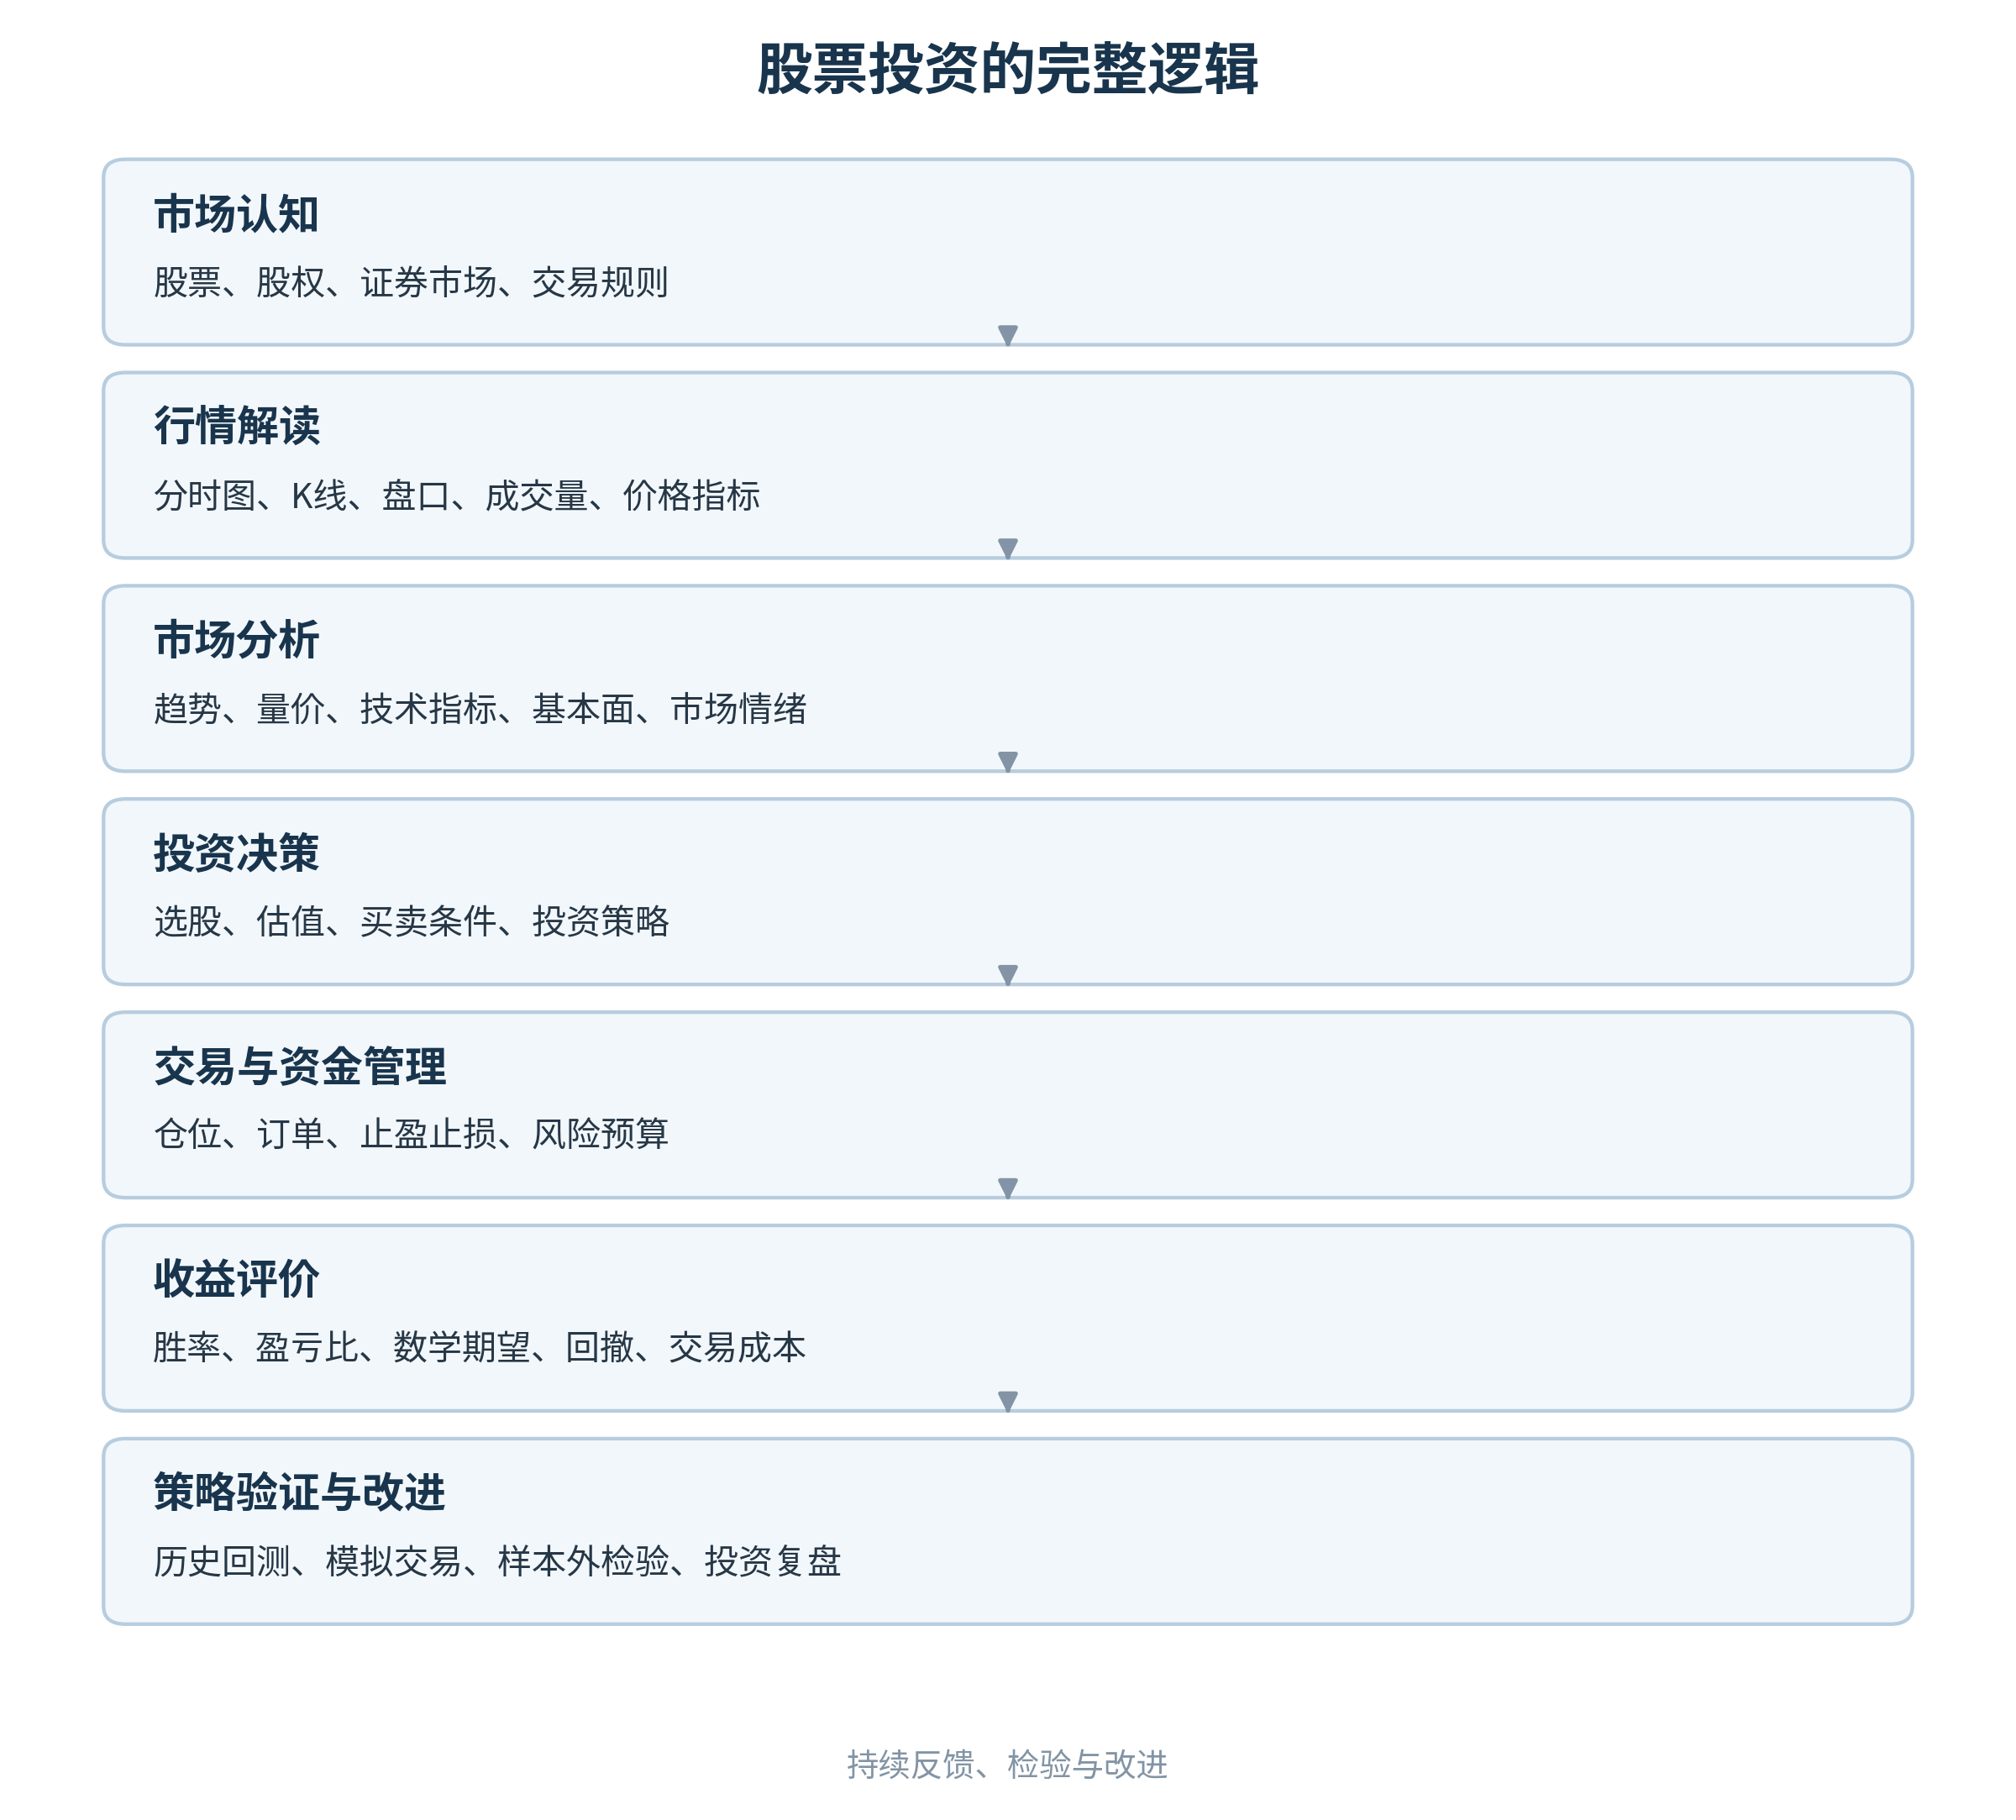 股票投资的完整逻辑
市场认知
股票、股权、证券市场、交易规则
行情解读
分时图、K线、盘口、成交量、价格指标
市场分析
趋势、量价、技术指标、基本面、市场情绪
投资决策
选股、估值、买卖条件、投资策略
交易与资金管理
仓位、订单、止盈止损、风险预算
收益评价
胜率、盈亏比、数学期望、回撤、交易成本
策略验证与改进
历史回测、模拟交易、样本外检验、投资复盘
持续反馈、检验与改进